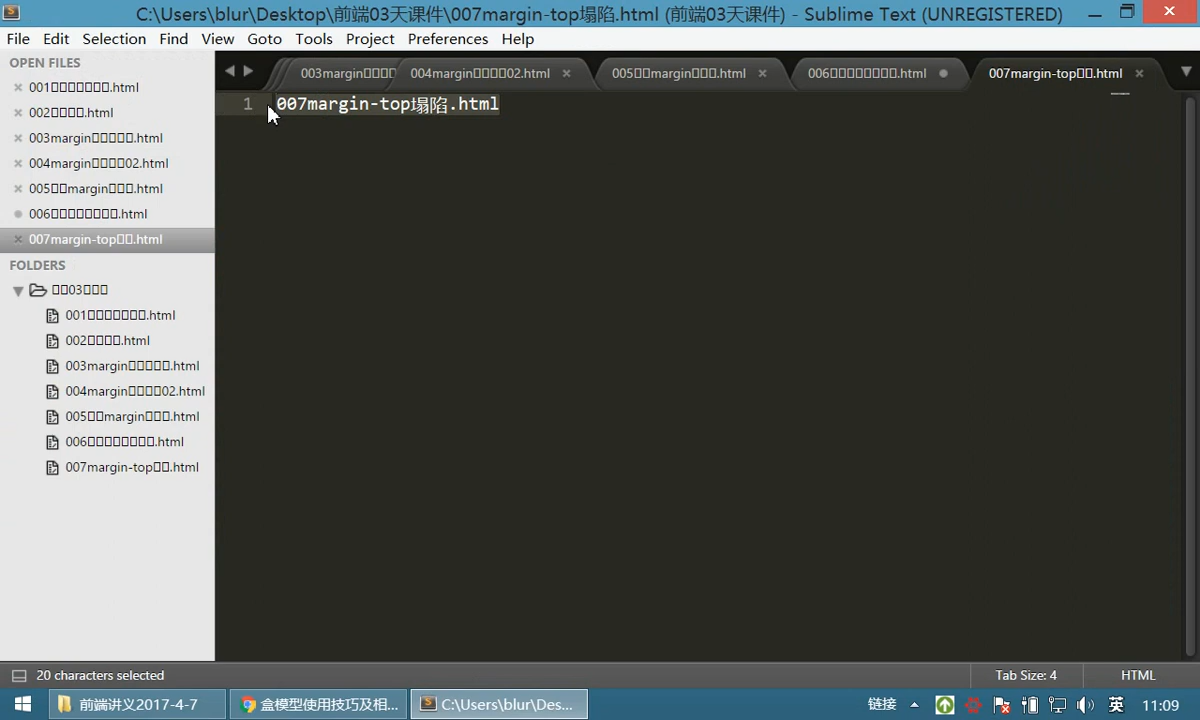 C:\Users\blur\Desktop\前端03天课件\007margin-top塌陷.html (前端03天课件) - Sublime Text (UNREGISTERED)
File Edit Selection Find View Goto Tools Project Preferences Help
OPEN FILES
001▯▯▯▯▯▯▯.html
002▯▯▯▯.html
003margin▯▯▯▯▯.html
004margin▯▯▯▯02.html
005▯▯margin▯▯▯.html
006▯▯▯▯▯▯▯▯.html
007margin-top▯▯.html
FOLDERS
▯▯03▯▯▯
001▯▯▯▯▯▯▯.html
002▯▯▯▯.html
003margin▯▯▯▯▯.html
004margin▯▯▯▯02.html
005▯▯margin▯▯▯.html
006▯▯▯▯▯▯▯▯.html
007margin-top▯▯.html
003margin▯▯▯▯ 004margin▯▯▯▯02.html 005▯▯margin▯▯▯.html 006▯▯▯▯▯▯▯▯.html 007margin-top▯▯.html
1 007margin-top塌陷.html
20 characters selected Tab Size: 4 HTML
前端讲义2017-4-7 盒模型使用技巧及相... C:\Users\blur\Des... 链接 英 11:09